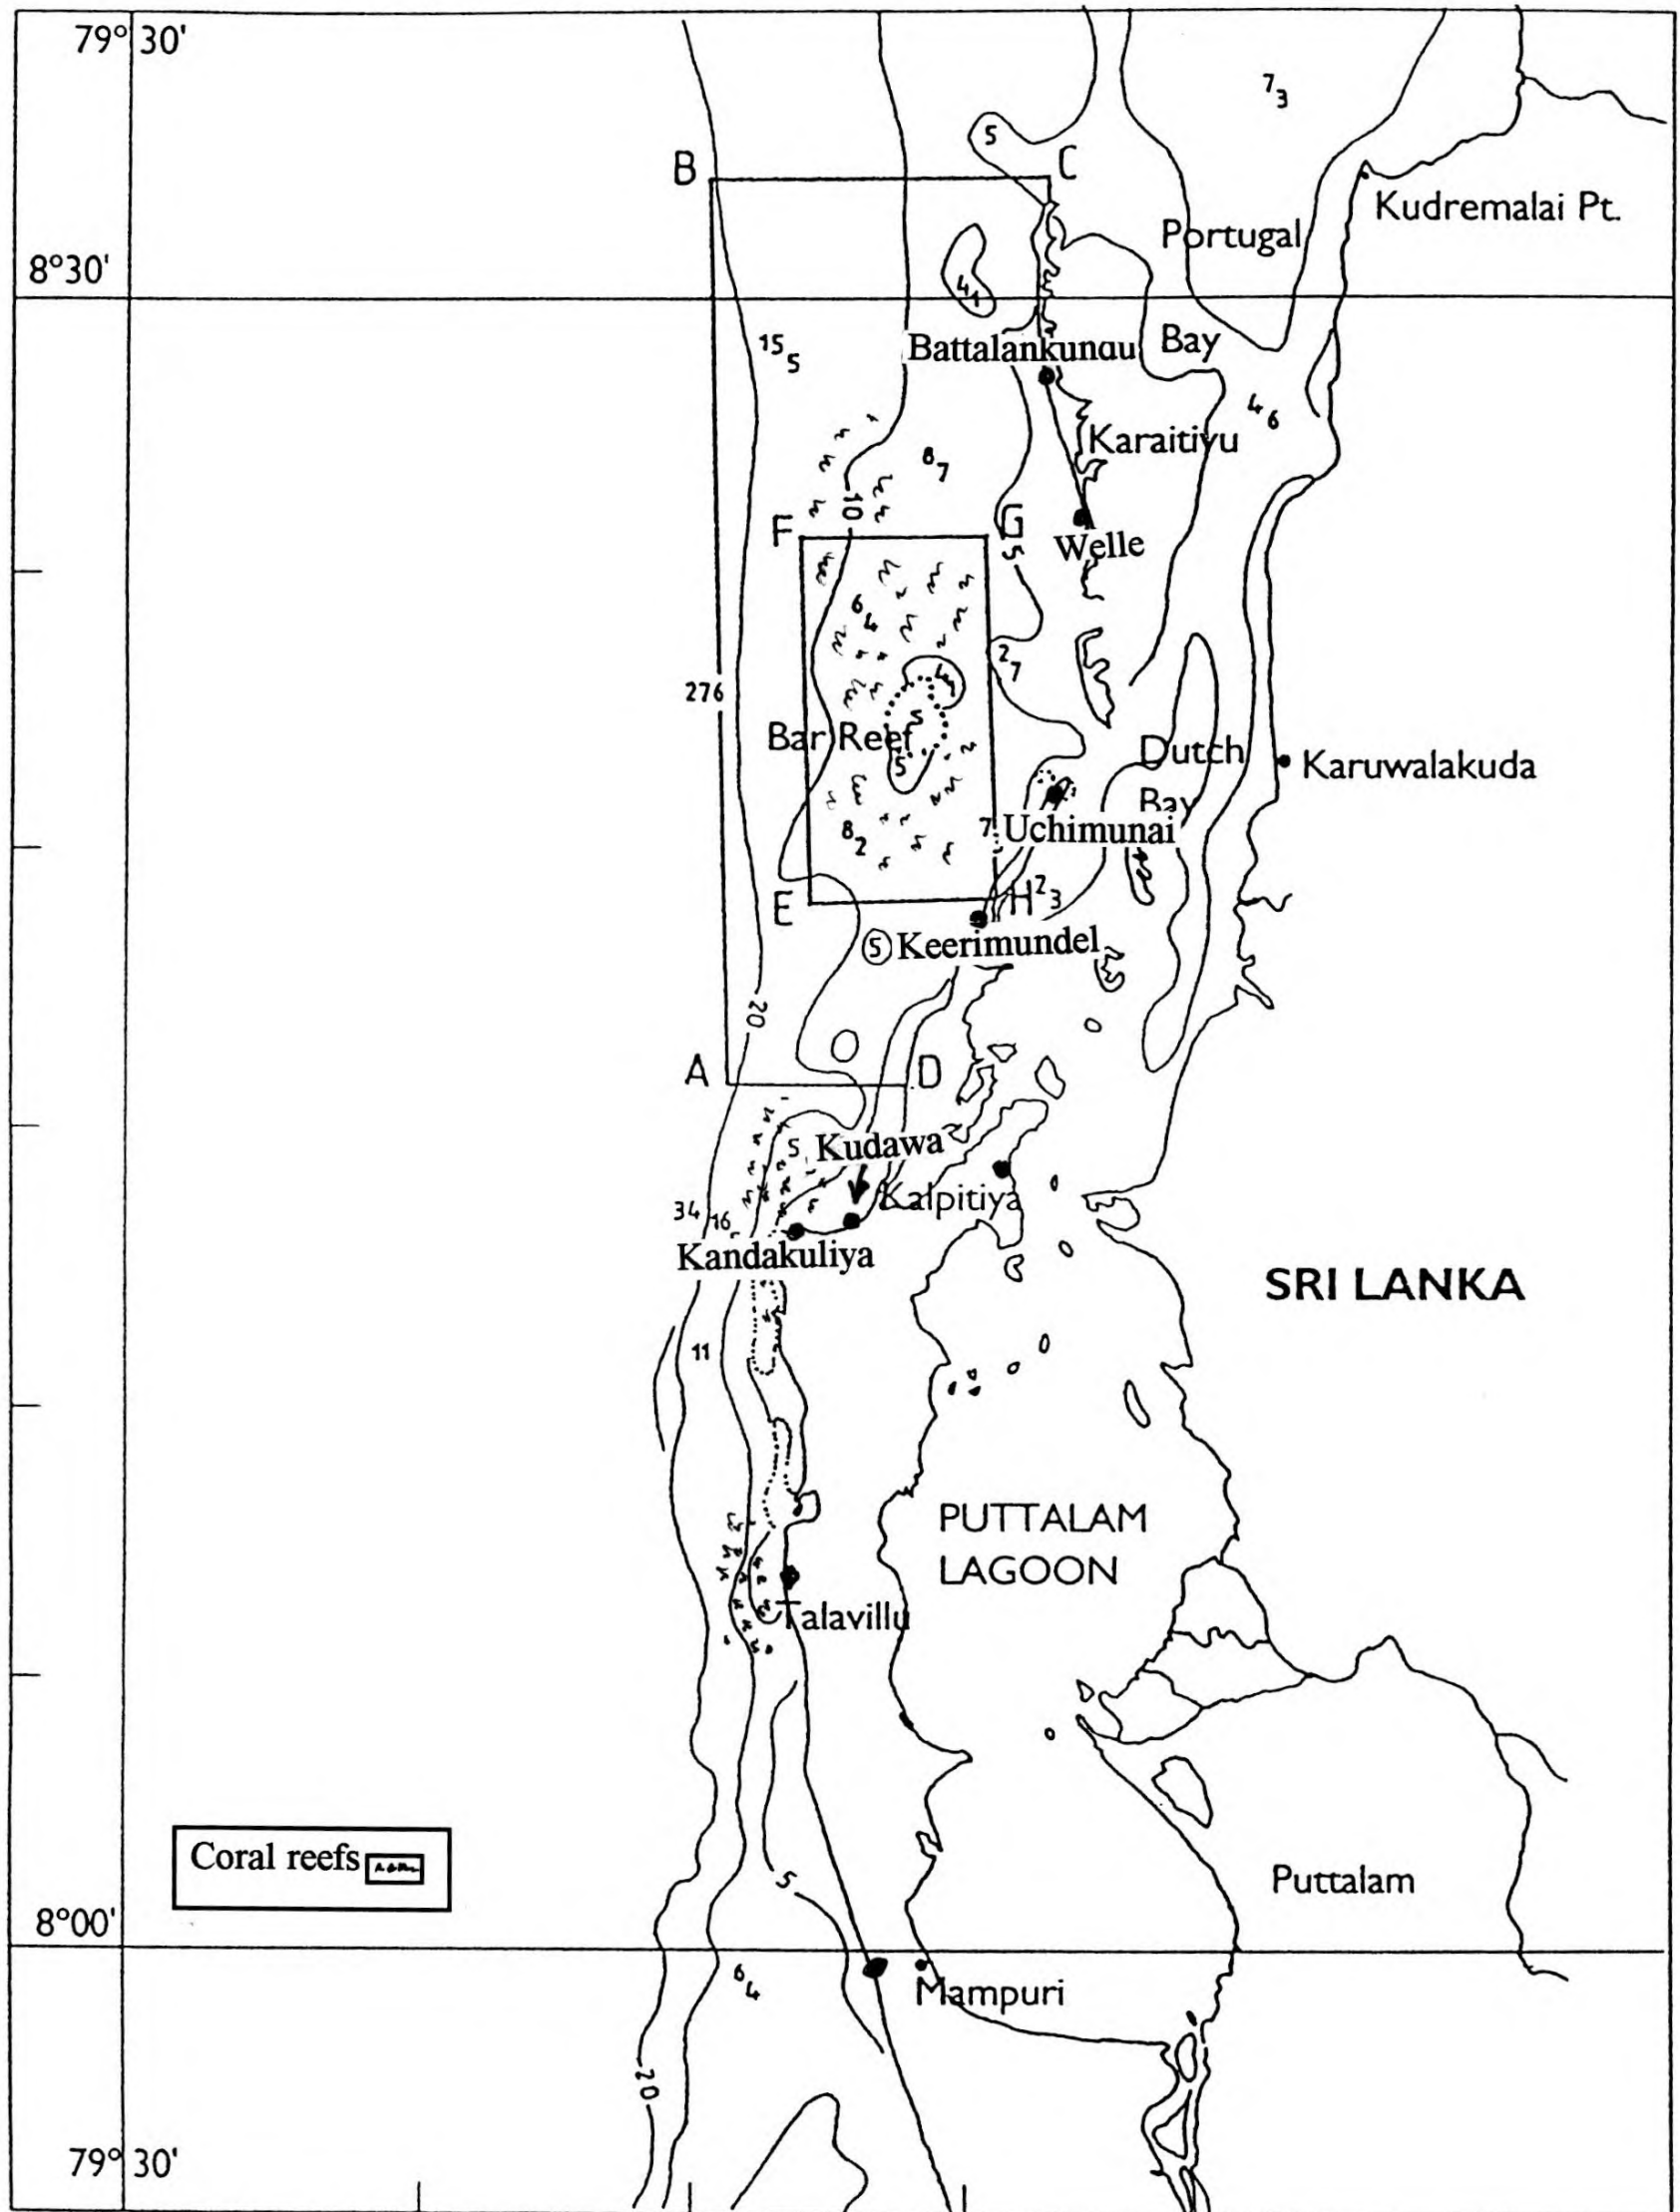 79° 30'
7₃
5
B
C
Kudremalai Pt.
Portugal
8°30'
4₁
15₅
Battalankundu
Bay
4₆
Karaitivu
8₇
10
F
G
5
Welle
6₄
2₇
276
Bar Reef
5
Dutch
Bay
Karuwalakuda
8₂
7
Uchimunai
E
H
2₃
5
Keerimundel
20
A
D
5
Kudawa
Kalpitiya
34
16
Kandakuliya
SRI LANKA
11
PUTTALAM
LAGOON
Talavillu
Coral reefs
5
Puttalam
8°00'
6₄
Mampuri
20
79° 30'